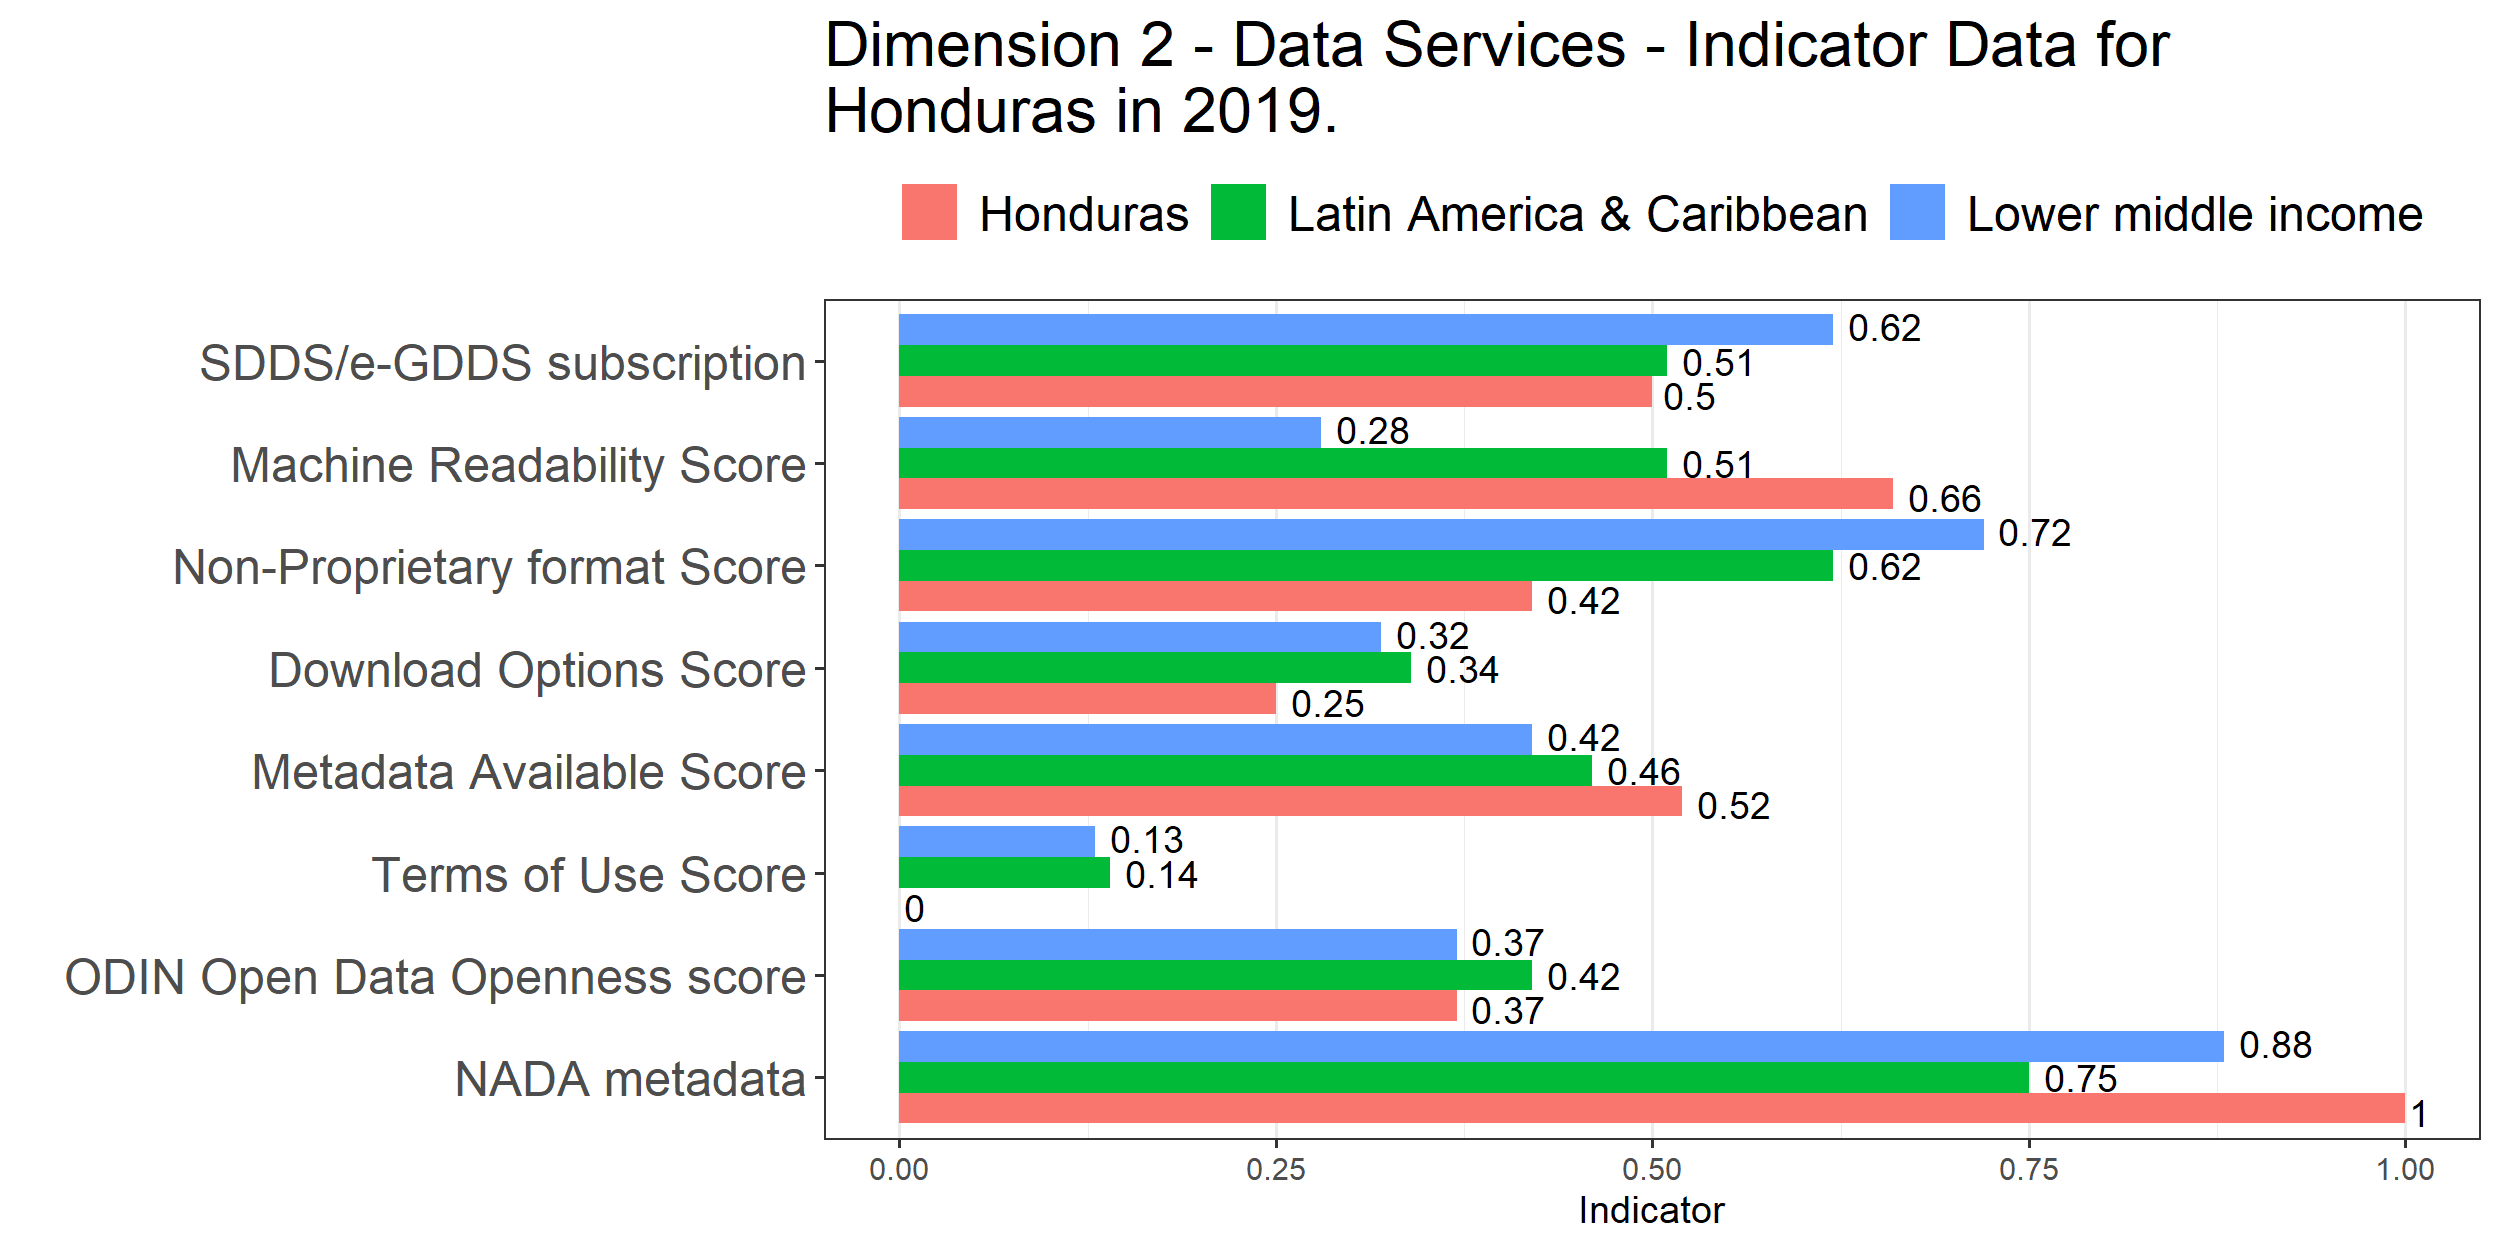 Dimension 2 - Data Services - Indicator Data for
Honduras in 2019.
Honduras Latin America & Caribbean Lower middle income
SDDS/e-GDDS subscription
0.62
0.51
0.5
Machine Readability Score
0.28
0.51
0.66
Non-Proprietary format Score
0.72
0.62
0.42
Download Options Score
0.32
0.34
0.25
Metadata Available Score
0.42
0.46
0.52
Terms of Use Score
0.13
0.14
0
ODIN Open Data Openness score
0.37
0.42
0.37
NADA metadata
0.88
0.75
1
0.00 0.25 0.50 0.75 1.00
Indicator